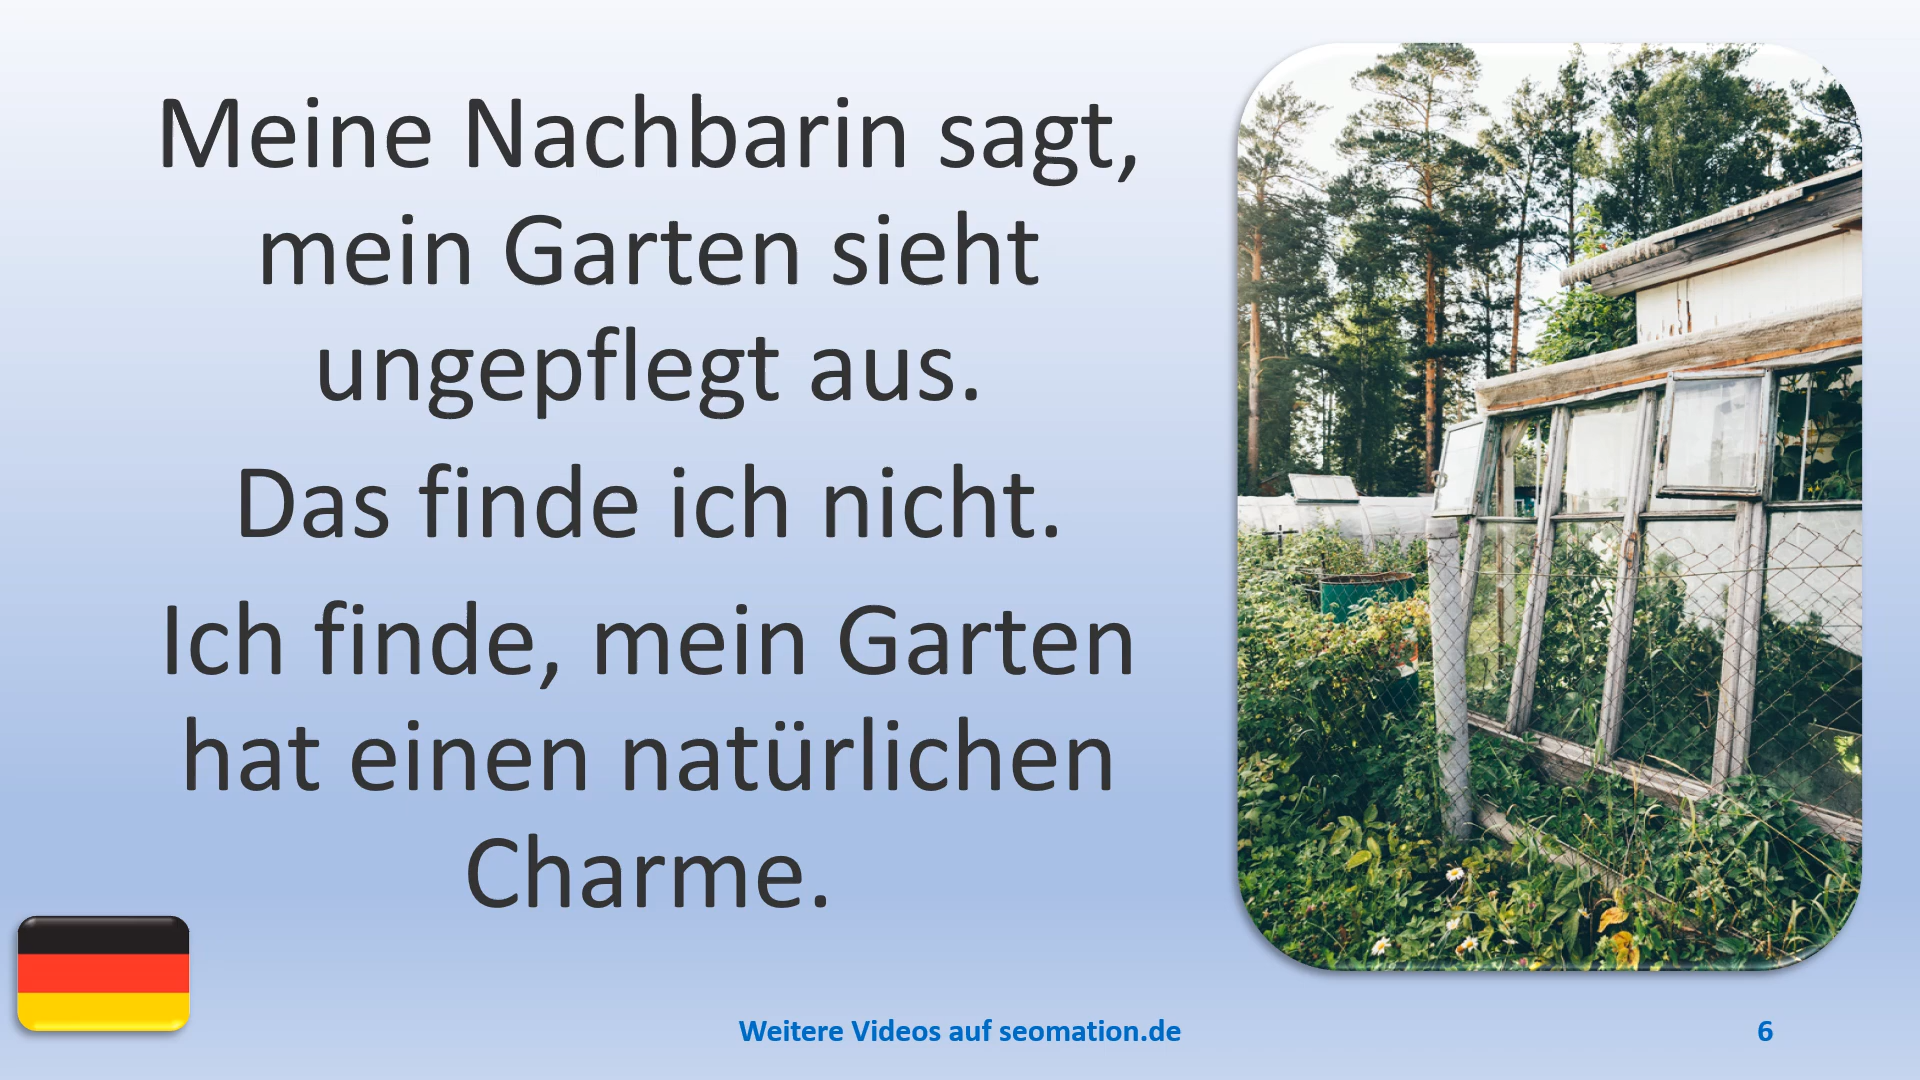 Meine Nachbarin sagt,
mein Garten sieht
ungepflegt aus.
Das finde ich nicht.
Ich finde, mein Garten
hat einen natürlichen
Charme.
Weitere Videos auf seomation.de
6